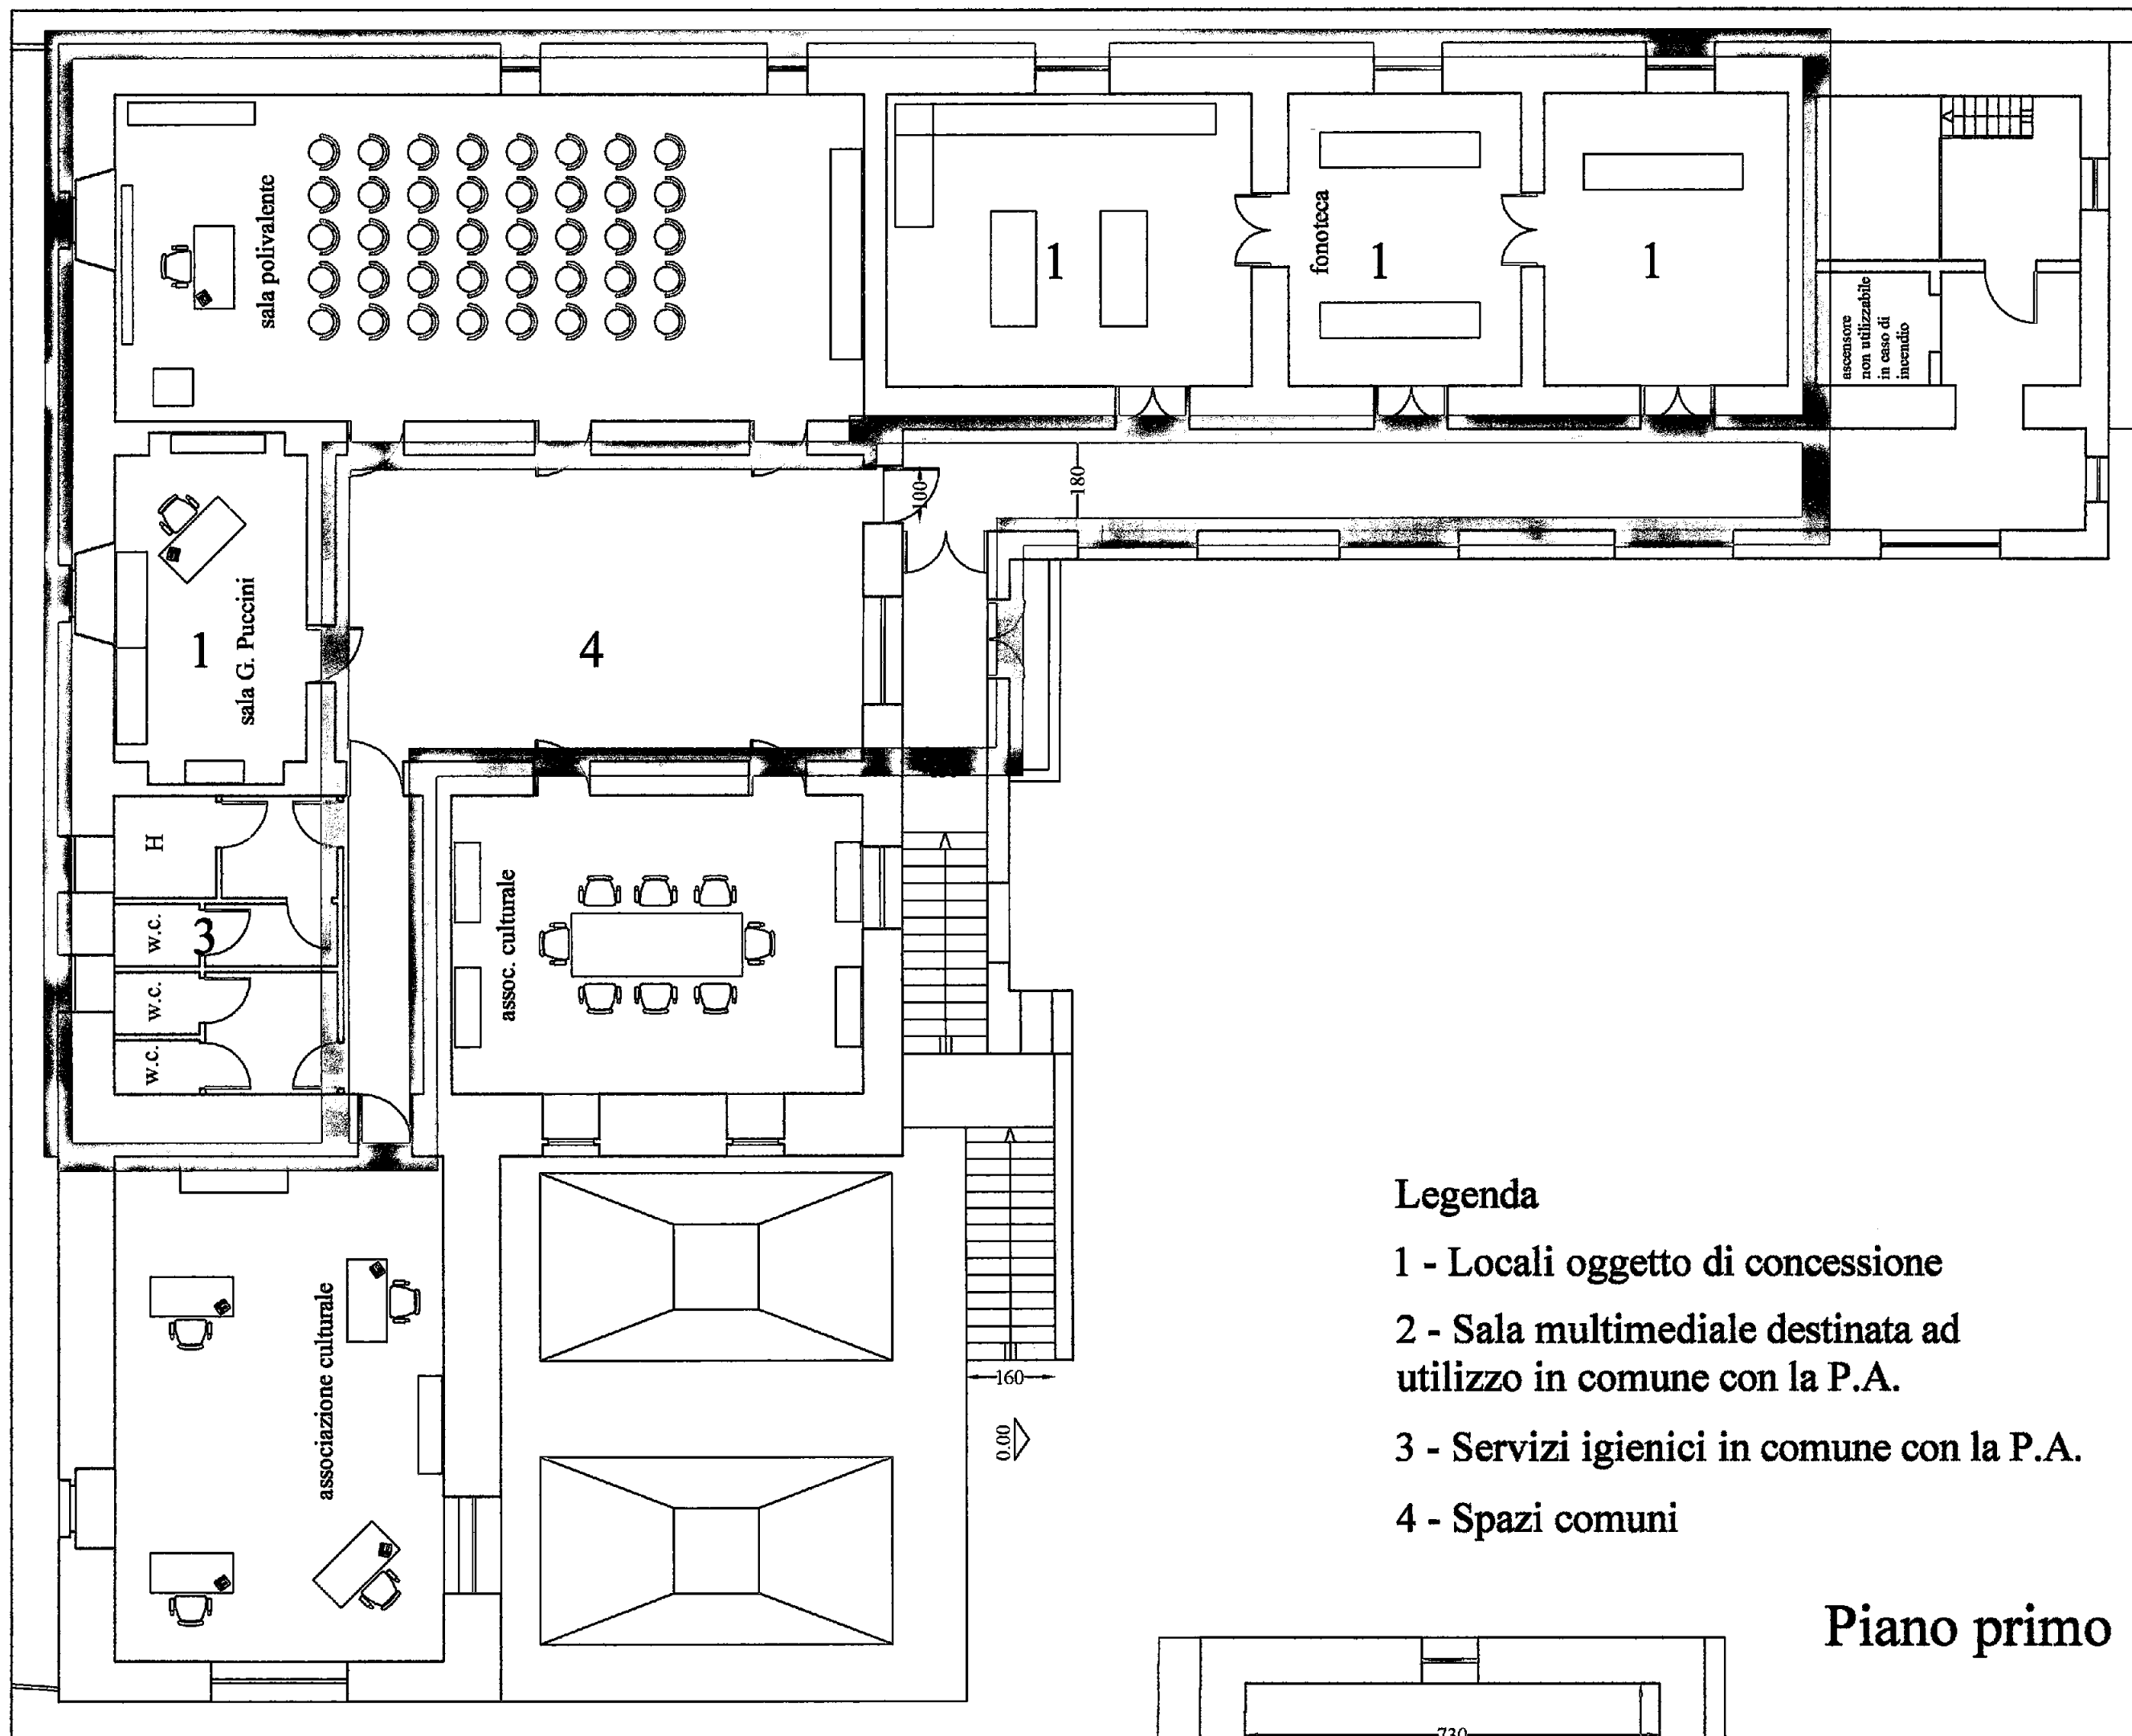 sala polivalente
1
fonoteca
1
1
ascensore
non utilizzabile
in caso di
incendio
100
180
1
sala G. Puccini
4
H
w.c.
3
w.c.
w.c.
assoc. culturale
associazione culturale
160
0.00
Legenda
1 - Locali oggetto di concessione
2 - Sala multimediale destinata ad
utilizzo in comune con la P.A.
3 - Servizi igienici in comune con la P.A.
4 - Spazi comuni
Piano primo
730